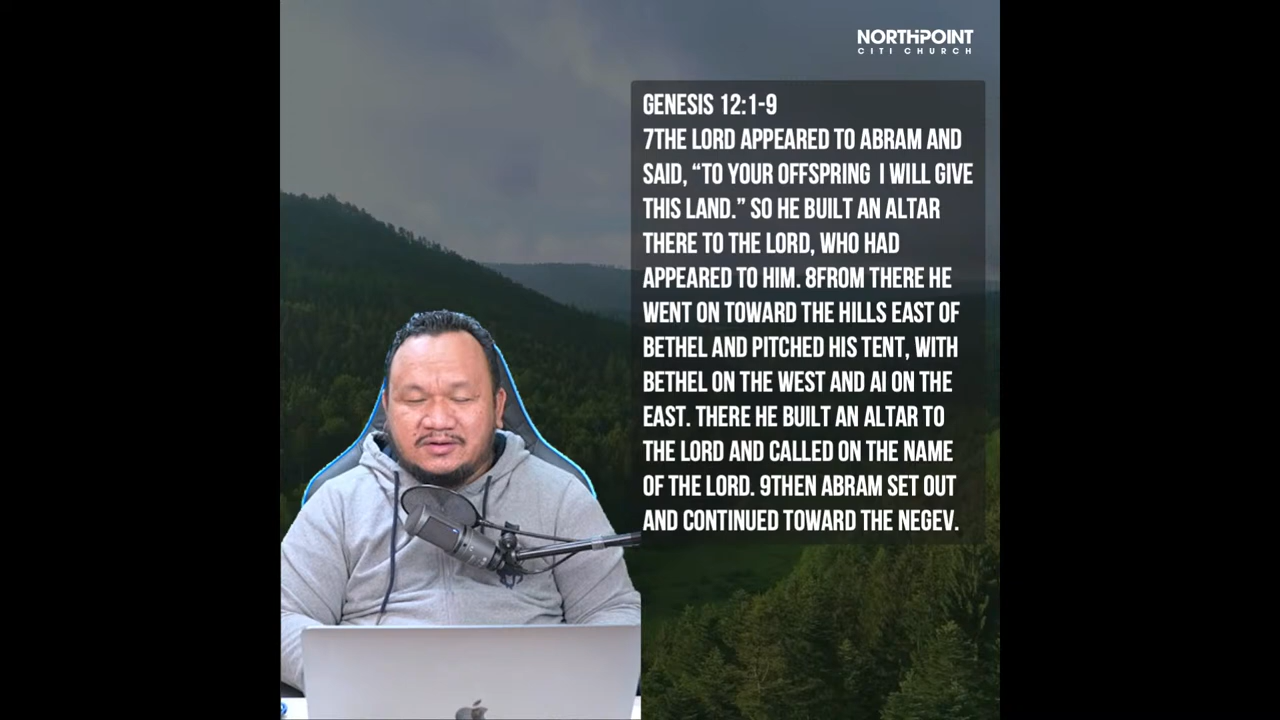 NORTHPOINT
CITI CHURCH
GENESIS 12:1-9
7THE LORD APPEARED TO ABRAM AND
SAID, “TO YOUR OFFSPRING I WILL GIVE
THIS LAND.” SO HE BUILT AN ALTAR
THERE TO THE LORD, WHO HAD
APPEARED TO HIM. 8FROM THERE HE
WENT ON TOWARD THE HILLS EAST OF
BETHEL AND PITCHED HIS TENT, WITH
BETHEL ON THE WEST AND AI ON THE
EAST. THERE HE BUILT AN ALTAR TO
THE LORD AND CALLED ON THE NAME
OF THE LORD. 9THEN ABRAM SET OUT
AND CONTINUED TOWARD THE NEGEV.